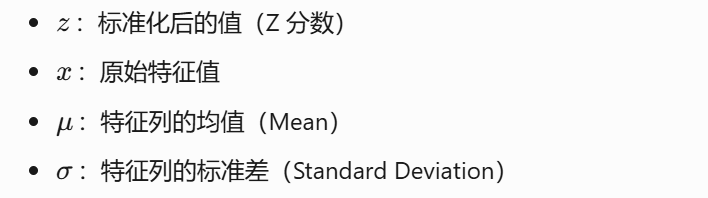 • z：标准化后的值（Z 分数）
• x：原始特征值
• μ：特征列的均值（Mean）
• σ：特征列的标准差（Standard Deviation）